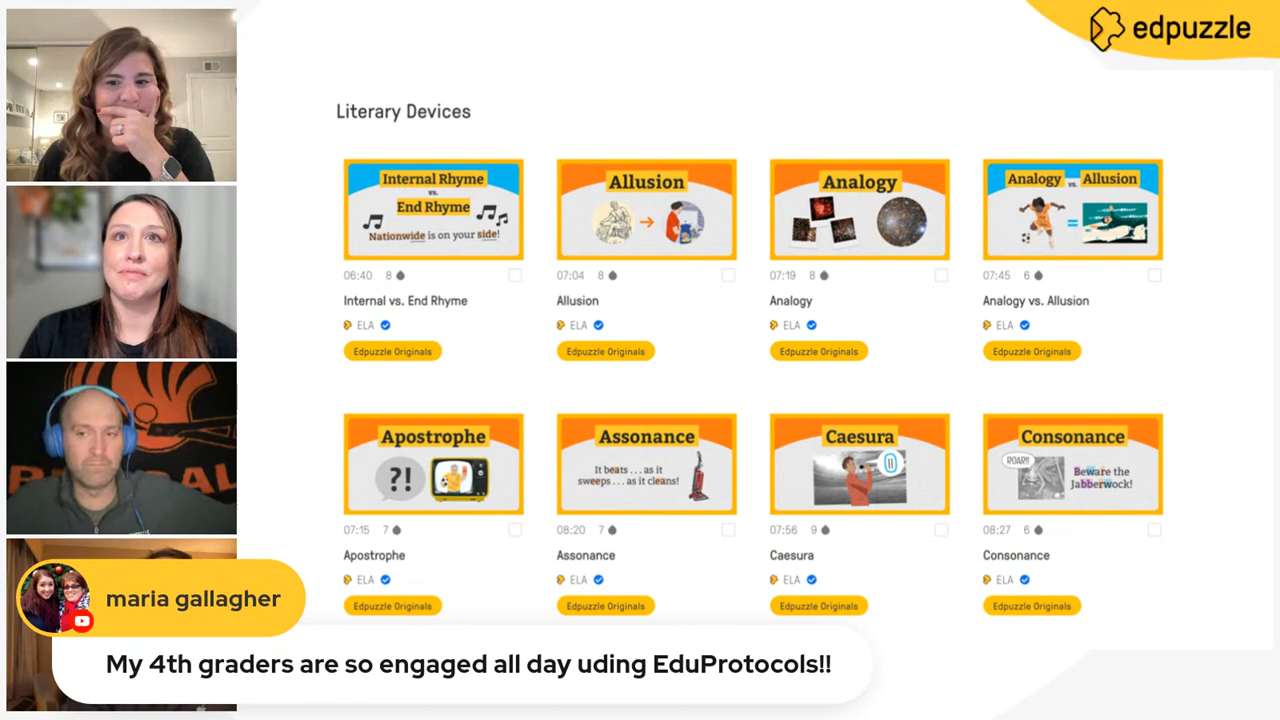 edpuzzle
Literary Devices
Internal Rhyme
vs.
End Rhyme
Nationwide is on your side!
06:40 8
Internal vs. End Rhyme
ELA
Edpuzzle Originals
Allusion
07:04 8
Allusion
ELA
Edpuzzle Originals
Analogy
07:19 8
Analogy
ELA
Edpuzzle Originals
Analogy vs. Allusion
=
07:45 6
Analogy vs. Allusion
ELA
Edpuzzle Originals
Apostrophe
?!
07:15 7
Apostrophe
ELA
Edpuzzle Originals
Assonance
It beats . . . as it
sweeps . . . as it cleans!
08:20 7
Assonance
ELA
Edpuzzle Originals
Caesura
07:56 9
Caesura
ELA
Edpuzzle Originals
Consonance
ROAR!!
Beware the
Jabberwock!
08:27 6
Consonance
ELA
Edpuzzle Originals
maria gallagher
My 4th graders are so engaged all day uding EduProtocols!!